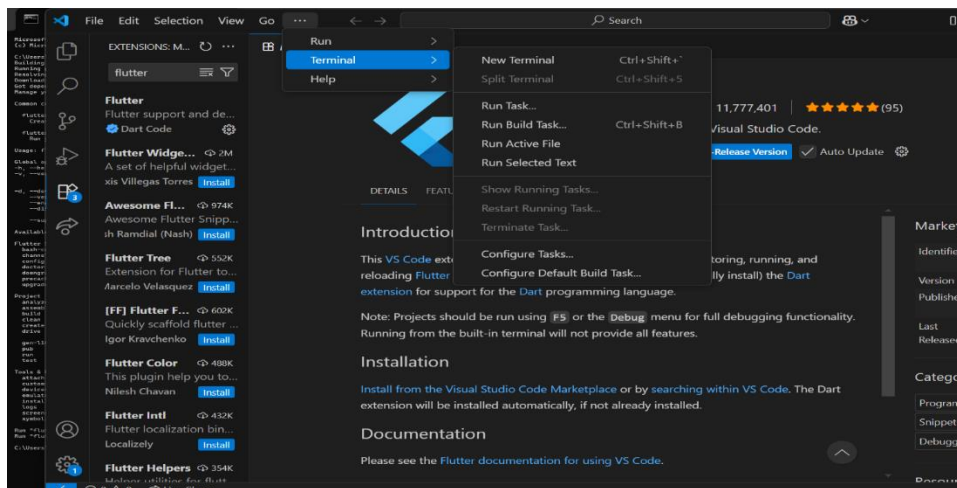 File Edit Selection View Go ... Search
EXTENSIONS: M...
flutter
Flutter
Flutter support and de...
Dart Code
Flutter Widge... 2M
A set of helpful widget...
xis Villegas Torres Install
Awesome Fl... 974K
Awesome Flutter Snipp...
sh Ramdial (Nash) Install
Flutter Tree 552K
Extension for Flutter to...
Marcelo Velasquez Install
[FF] Flutter F... 602K
Quickly scaffold flutter ...
Igor Kravchenko Install
Flutter Color 488K
This plugin help you to...
Nilesh Chavan Install
Flutter Intl 432K
Flutter localization bin...
Localizely Install
Flutter Helpers 354K
Helper utilities for flutt...
3
1
Run
Terminal
Help
New Terminal Ctrl+Shift+`
Split Terminal Ctrl+Shift+5
Run Task...
Run Build Task... Ctrl+Shift+B
Run Active File
Run Selected Text
Show Running Tasks...
Restart Running Task...
Terminate Task...
Configure Tasks...
Configure Default Build Task...
11,777,401 (95)
Visual Studio Code.
-Release Version Auto Update
DETAILS FEATU
Introduction
This VS Code exte toring, running, and
reloading Flutter lly install) the Dart
extension for support for the Dart programming language.
Note: Projects should be run using F5 or the Debug menu for full debugging functionality.
Running from the built-in terminal will not provide all features.
Installation
Install from the Visual Studio Code Marketplace or by searching within VS Code. The Dart
extension will be installed automatically, if not already installed.
Documentation
Please see the Flutter documentation for using VS Code.
Market
Identifie
Version
Publishe
Last
Released
Catego
Program
Snippet
Debugg